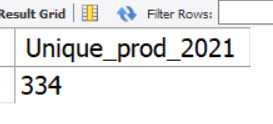 Result Grid Filter Rows:
Unique_prod_2021
334